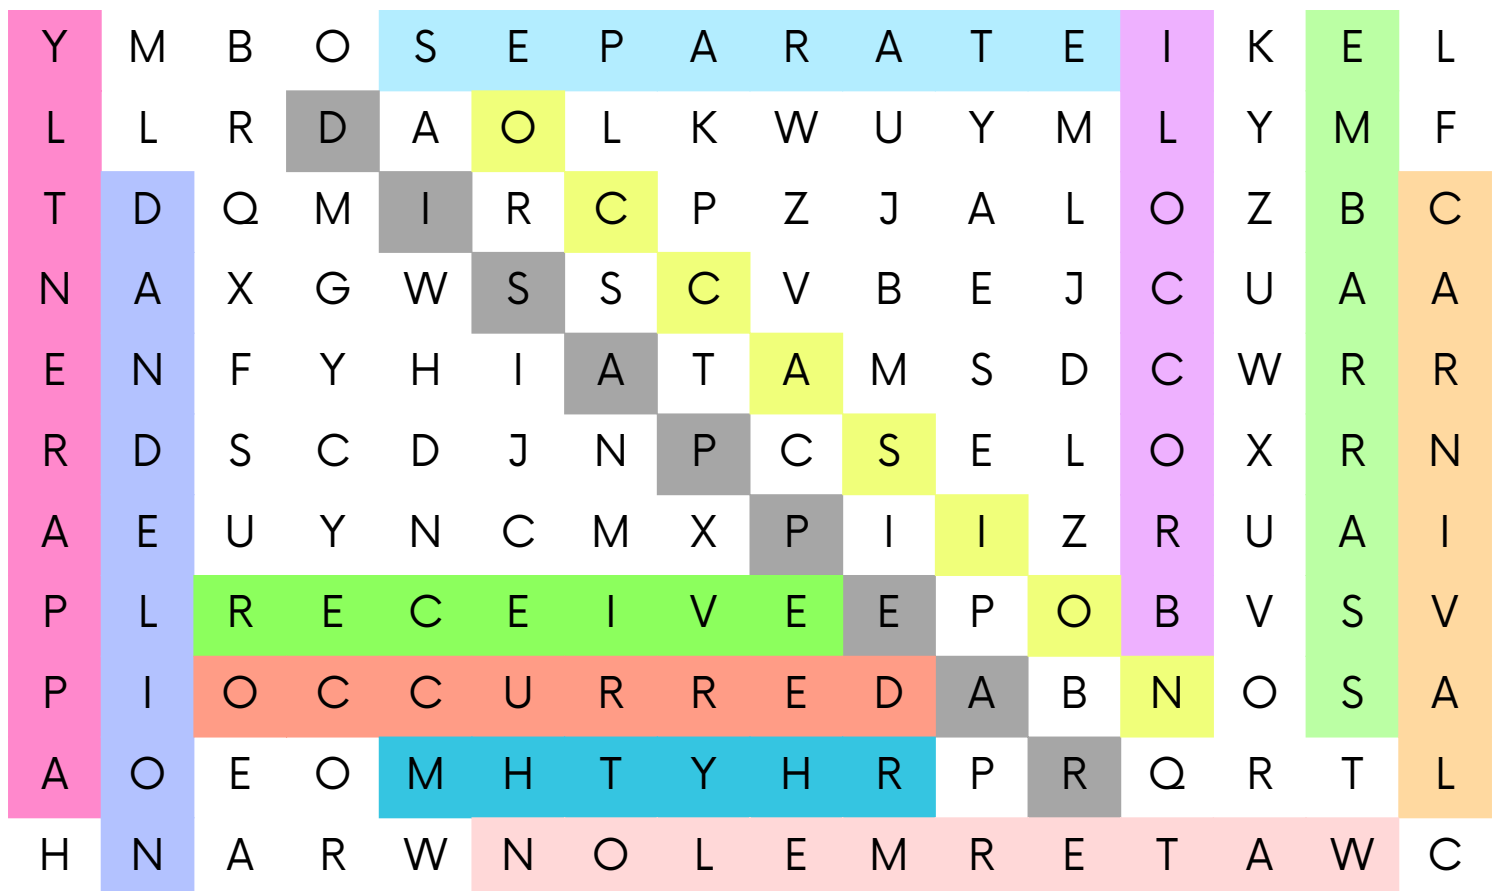 Y M B O S E P A R A T E I K E L
L L R D A O L K W U Y M L Y M F
T D Q M I R C P Z J A L O Z B C
N A X G W S S C V B E J C U A A
E N F Y H I A T A M S D C W R R
R D S C D J N P C S E L O X R N
A E U Y N C M X P I I Z R U A I
P L R E C E I V E E P O B V S V
P I O C C U R R E D A B N O S A
A O E O M H T Y H R P R Q R T L
H N A R W N O L E M R E T A W C